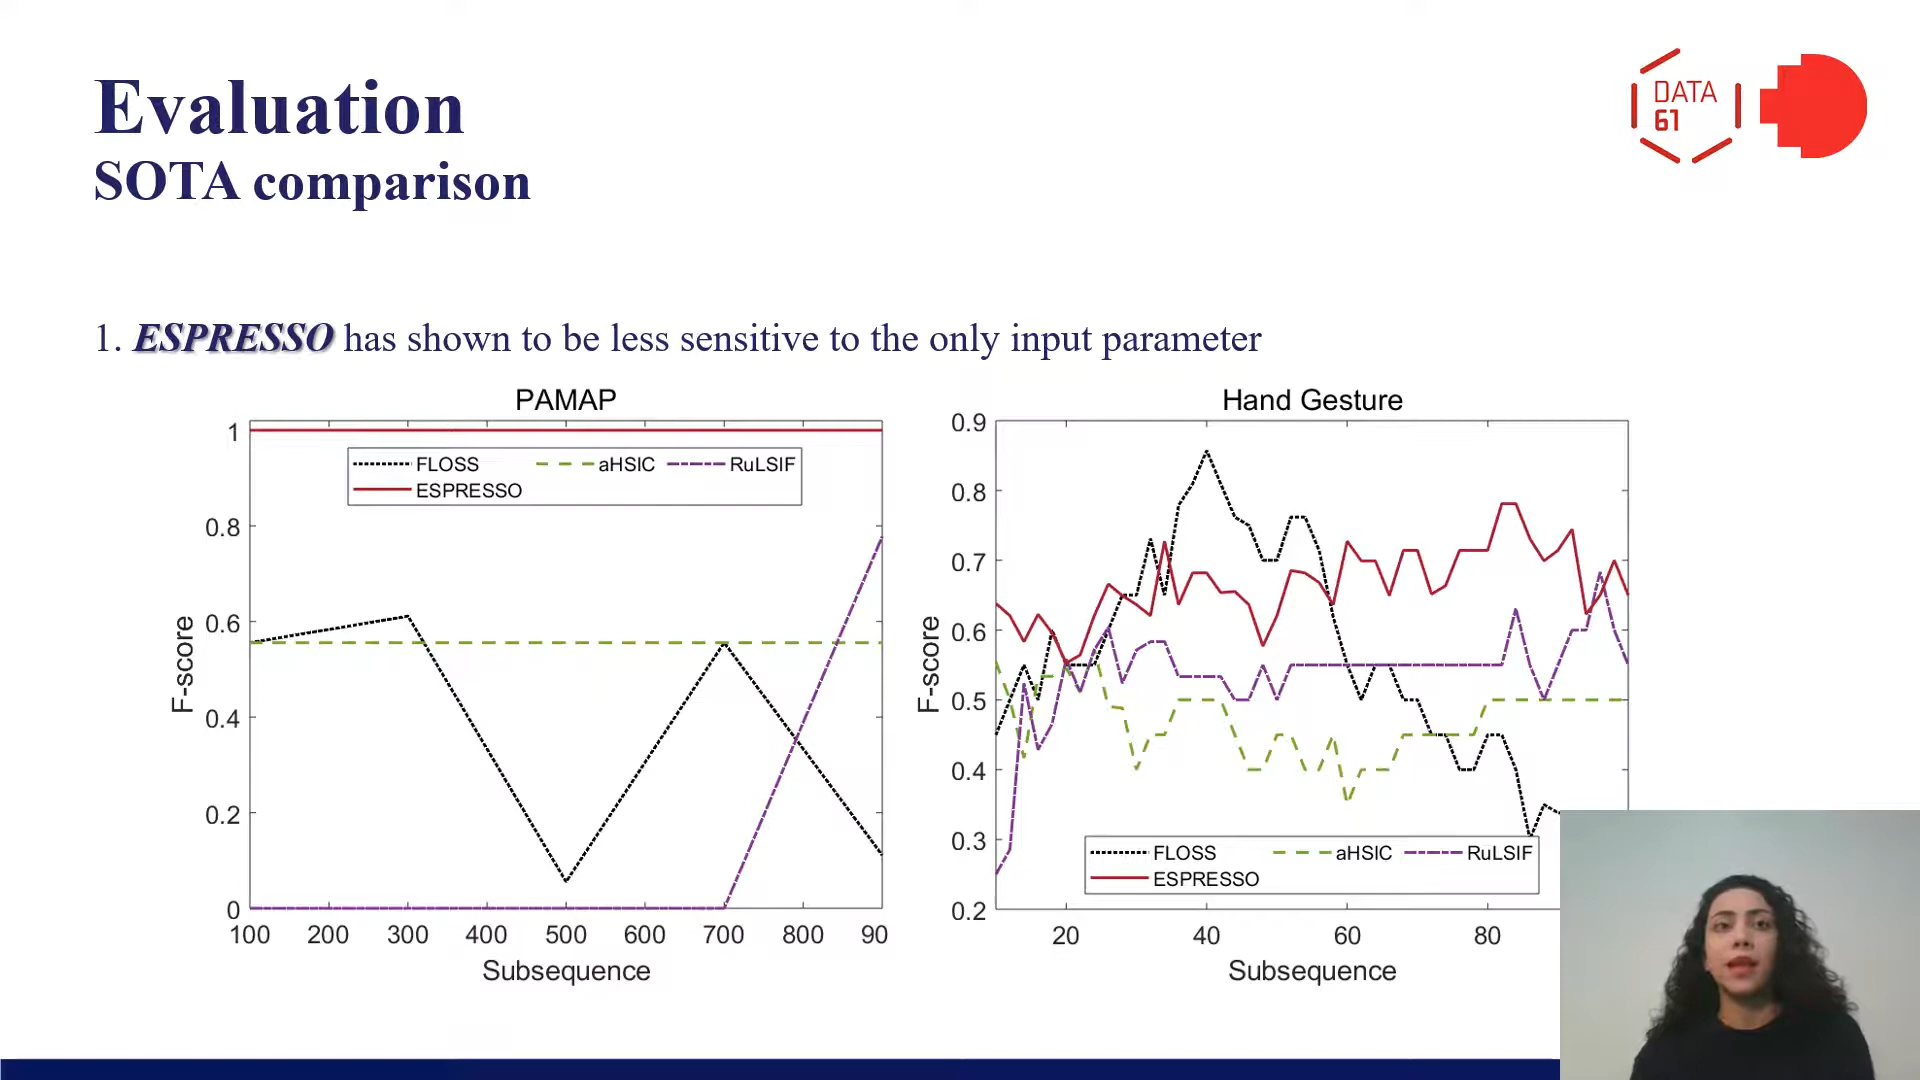 Evaluation
SOTA comparison
DATA
61
1. ESPRESSO has shown to be less sensitive to the only input parameter
PAMAP
1
0.8
0.6
0.4
0.2
0
F-score
FLOSS aHSIC RuLSIF
ESPRESSO
100 200 300 400 500 600 700 800 90
Subsequence
Hand Gesture
0.9
0.8
0.7
0.6
0.5
0.4
0.3
0.2
F-score
FLOSS aHSIC RuLSIF
ESPRESSO
20 40 60 80
Subsequence